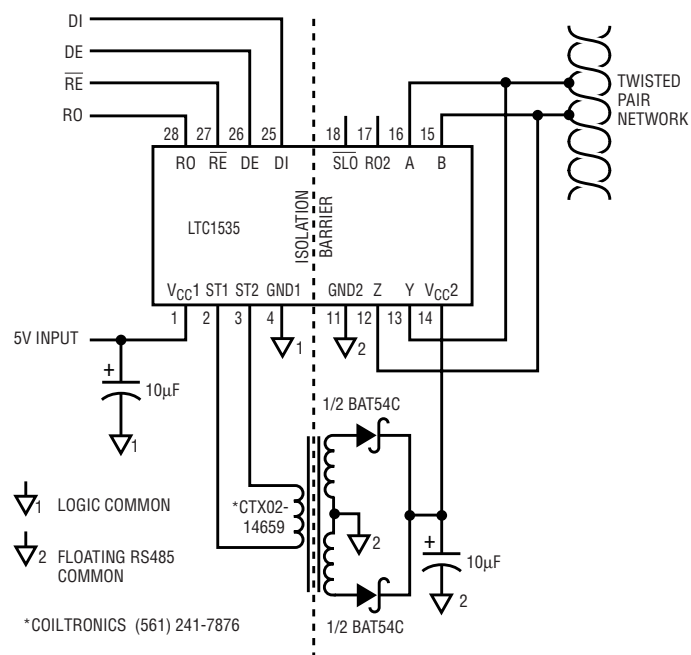 DI
DE
RE
RO
28 27 26 25 18 17 16 15
RO RE DE DI SLO RO2 A B
TWISTED
PAIR
NETWORK
LTC1535
ISOLATION
BARRIER
VCC1 ST1 ST2 GND1 GND2 Z Y VCC2
1 2 3 4 11 12 13 14
5V INPUT
1
2
+
10µF
1
1/2 BAT54C
*CTX02-
14659
2
+
10µF
2
1/2 BAT54C
1 LOGIC COMMON
2 FLOATING RS485
COMMON
*COILTRONICS (561) 241-7876